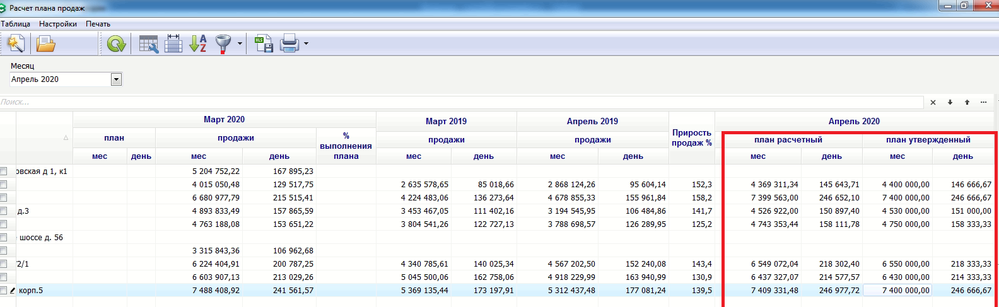 Расчет плана продаж
Таблица Настройки Печать
Месяц
Апрель 2020
Поиск...
Март 2020 Март 2019 Апрель 2019 Прирость продаж % Апрель 2020
план продажи % выполнения плана продажи продажи план расчетный план утвержденный
мес день мес день мес день мес день мес день мес день
овская д 1, к1 5 204 752,22 167 895,23
4 015 050,48 129 517,75 2 635 578,65 85 018,66 2 868 124,26 95 604,14 152,3 4 369 311,34 145 643,71 4 400 000,00 146 666,67
6 680 977,79 215 515,41 4 224 483,06 136 273,64 4 678 855,33 155 961,84 158,2 7 399 563,00 246 652,10 7 400 000,00 246 666,67
д.3 4 893 833,49 157 865,59 3 453 467,05 111 402,16 3 194 545,95 106 484,86 141,7 4 526 922,00 150 897,40 4 530 000,00 151 000,00
4 763 188,08 153 651,22 3 804 541,26 122 727,13 3 788 698,57 126 289,95 125,2 4 743 353,44 158 111,78 4 750 000,00 158 333,33
шоссе д. 56
3 315 843,36 106 962,68
2/1 6 224 404,91 200 787,25 4 340 785,61 140 025,34 4 567 202,50 152 240,08 143,4 6 549 072,04 218 302,40 6 550 000,00 218 333,33
6 603 907,13 213 029,26 5 045 500,06 162 758,06 4 918 229,99 163 940,99 130,9 6 437 327,07 214 577,57 6 430 000,00 214 333,33
корп.5 7 488 408,92 241 561,57 5 369 135,44 173 197,91 5 312 437,48 177 081,24 139,5 7 409 331,48 246 977,72 7 400 000,00 246 666,67